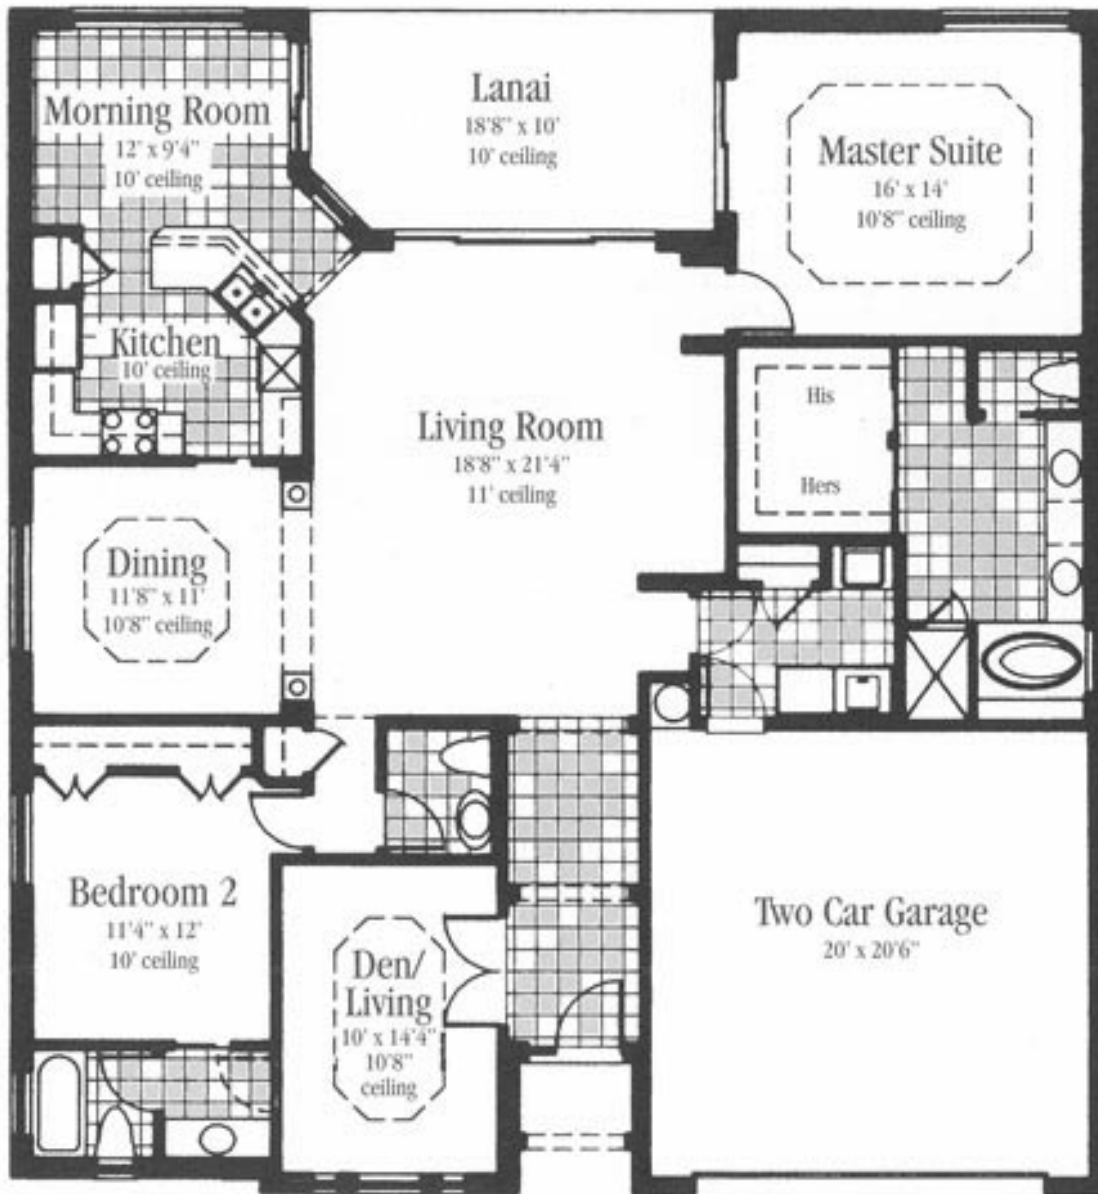 Morning Room
12' x 9'4"
10' ceiling
Lanai
18'8" x 10'
10' ceiling
Master Suite
16' x 14'
10'8" ceiling
Kitchen
10' ceiling
Living Room
18'8" x 21'4"
11' ceiling
His
Hers
Dining
11'8" x 11'
10'8" ceiling
Bedroom 2
11'4" x 12'
10' ceiling
Den/
Living
10' x 14'4"
10'8"
ceiling
Two Car Garage
20' x 20'6"